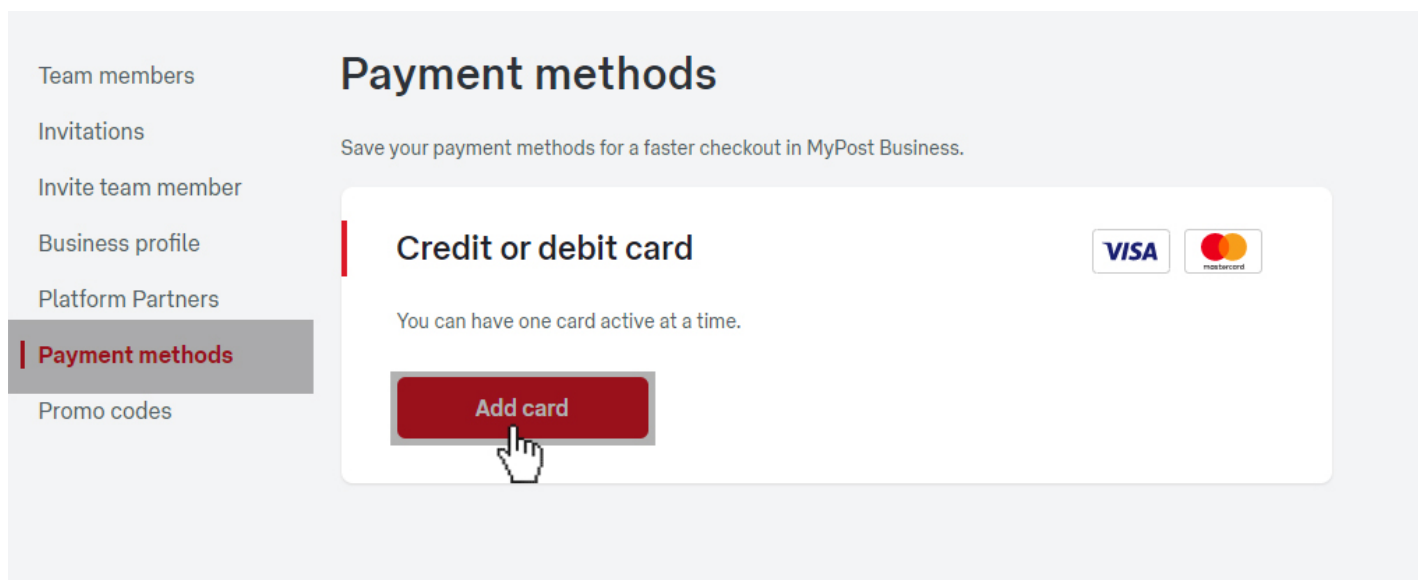 Team members
Invitations
Invite team member
Business profile
Platform Partners
Payment methods
Promo codes
Payment methods
Save your payment methods for a faster checkout in MyPost Business.
Credit or debit card
VISA
mastercard
You can have one card active at a time.
Add card